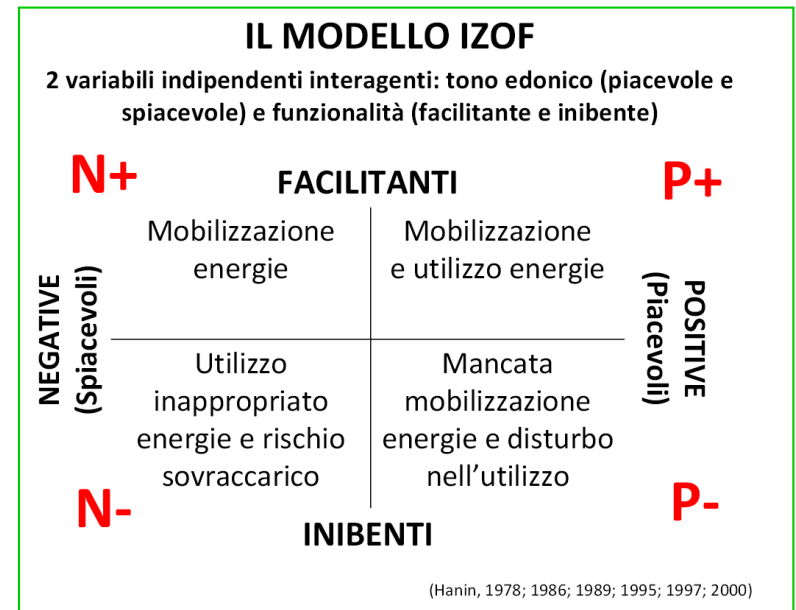 IL MODELLO IZOF
2 variabili indipendenti interagenti: tono edonico (piacevole e
spiacevole) e funzionalità (facilitante e inibente)
N+
P+
FACILITANTI
Mobilizzazione
energie
Mobilizzazione
e utilizzo energie
NEGATIVE
(Spiacevoli)
POSITIVE
(Piacevoli)
Utilizzo
inappropriato
energie e rischio
sovraccarico
Mancata
mobilizzazione
energie e disturbo
nell'utilizzo
N-
P-
INIBENTI
(Hanin, 1978; 1986; 1989; 1995; 1997; 2000)